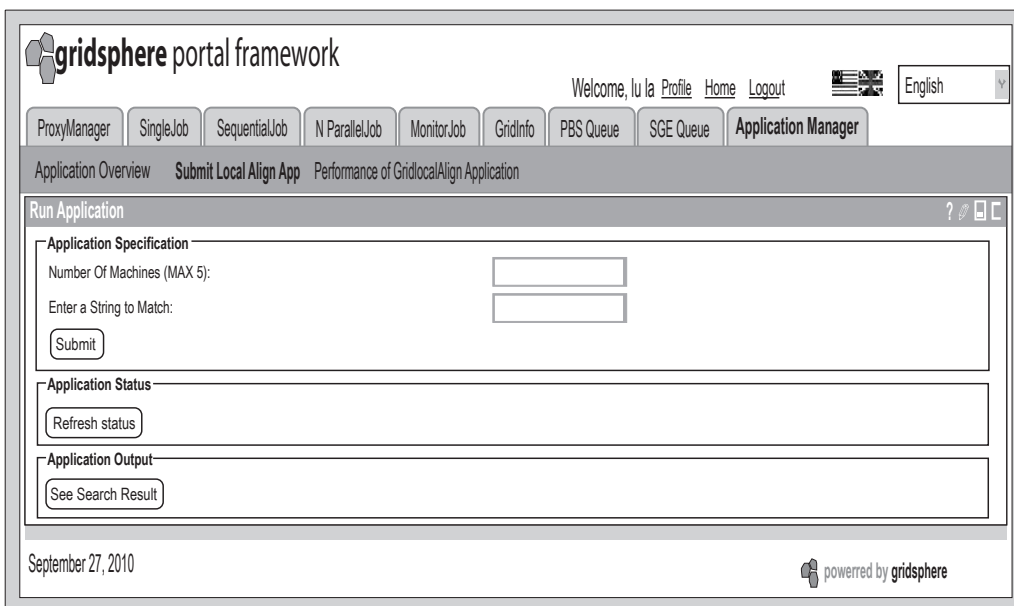 gridsphere portal framework
Welcome, lu la Profile Home Logout English
ProxyManager SingleJob SequentialJob N ParallelJob MonitorJob GridInfo PBS Queue SGE Queue Application Manager
Application Overview Submit Local Align App Performance of GridlocalAlign Application
Run Application ?
Application Specification
Number Of Machines (MAX 5):
Enter a String to Match:
Submit
Application Status
Refresh status
Application Output
See Search Result
September 27, 2010
powerred by gridsphere